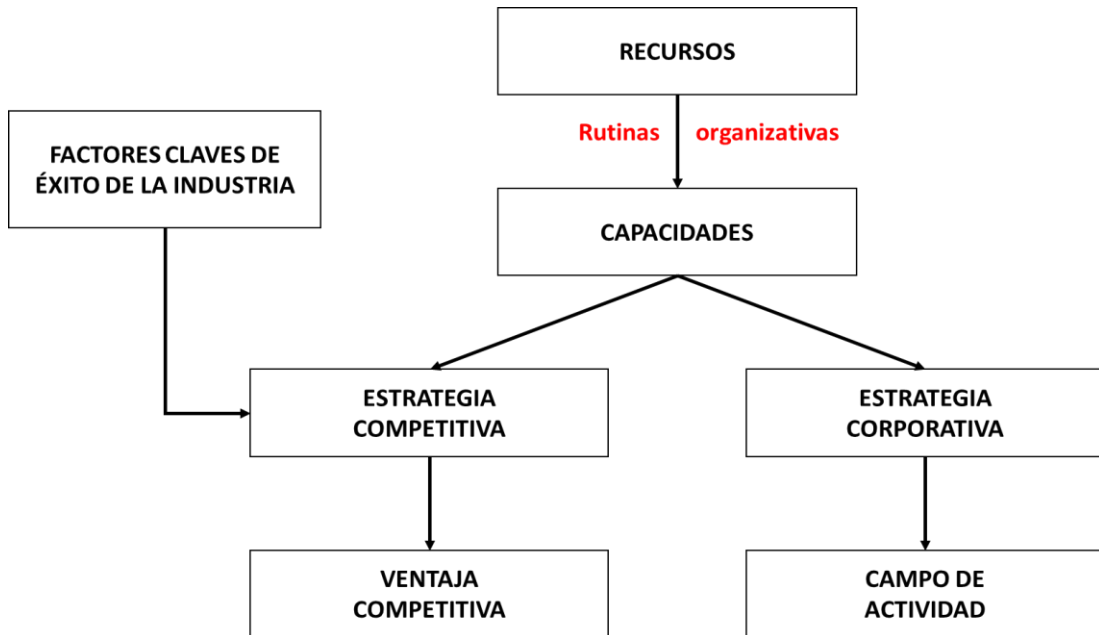 RECURSOS
Rutinas organizativas
FACTORES CLAVES DE
ÉXITO DE LA INDUSTRIA
CAPACIDADES
ESTRATEGIA
COMPETITIVA
ESTRATEGIA
CORPORATIVA
VENTAJA
COMPETITIVA
CAMPO DE
ACTIVIDAD